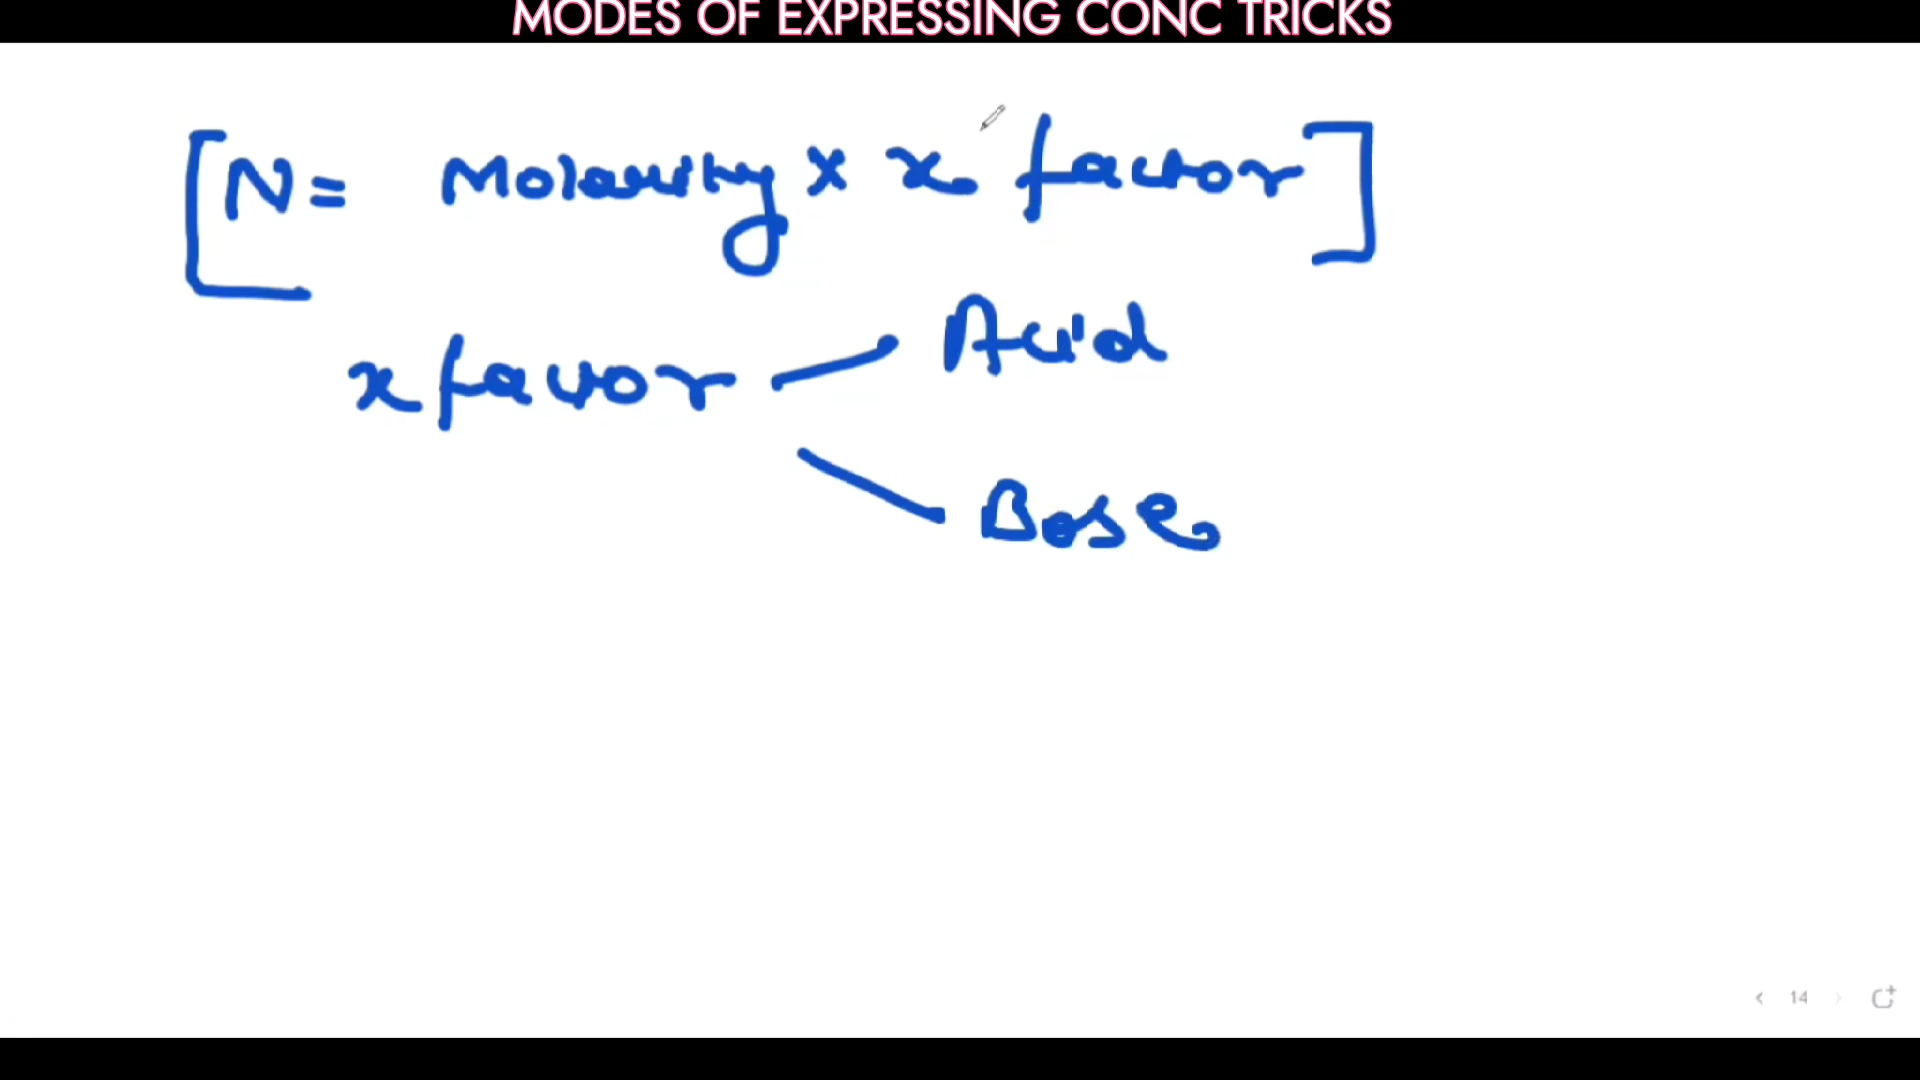 MODES OF EXPRESSING CONC TRICKS
[N = Molarity × x factor]
x factor
Acid
Base
14